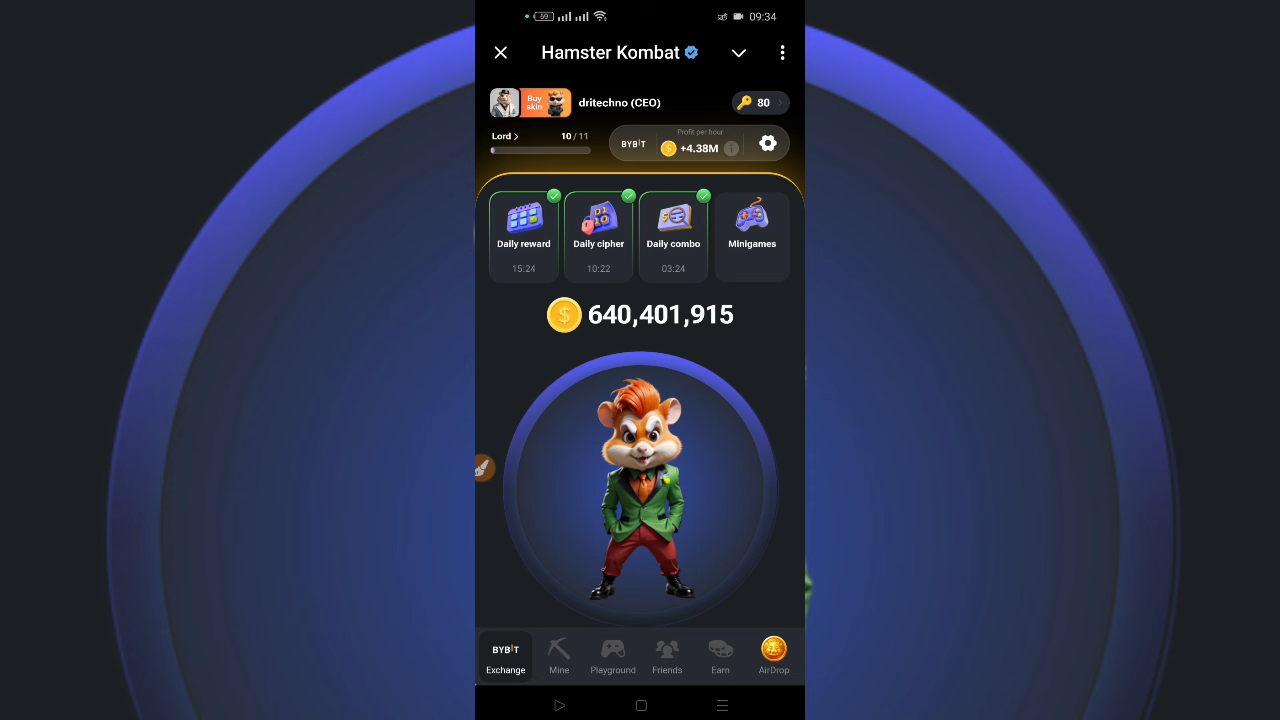 69 09:34
Hamster Kombat
Buy skin dritechno (CEO) 80
Lord > 10 / 11
BYBIT Profit per hour +4.38M
Daily reward Daily cipher Daily combo Minigames
15:24 10:22 03:24
640,401,915
BYBIT
Exchange Mine Playground Friends Earn AirDrop